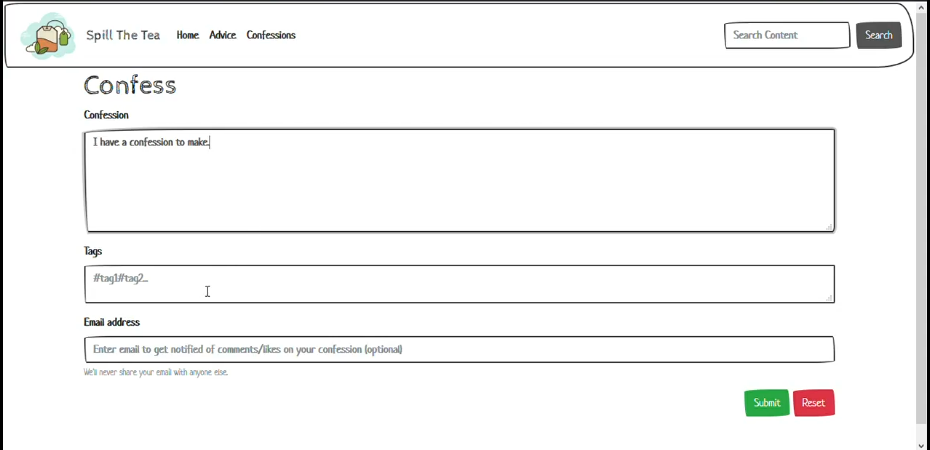 Spill The Tea Home Advice Confessions Search Content Search
Confess
Confession
I have a confession to make.
Tags
#tag1#tag2...
Email address
Enter email to get notified of comments/likes on your confession (optional)
We'll never share your email with anyone else.
Submit Reset